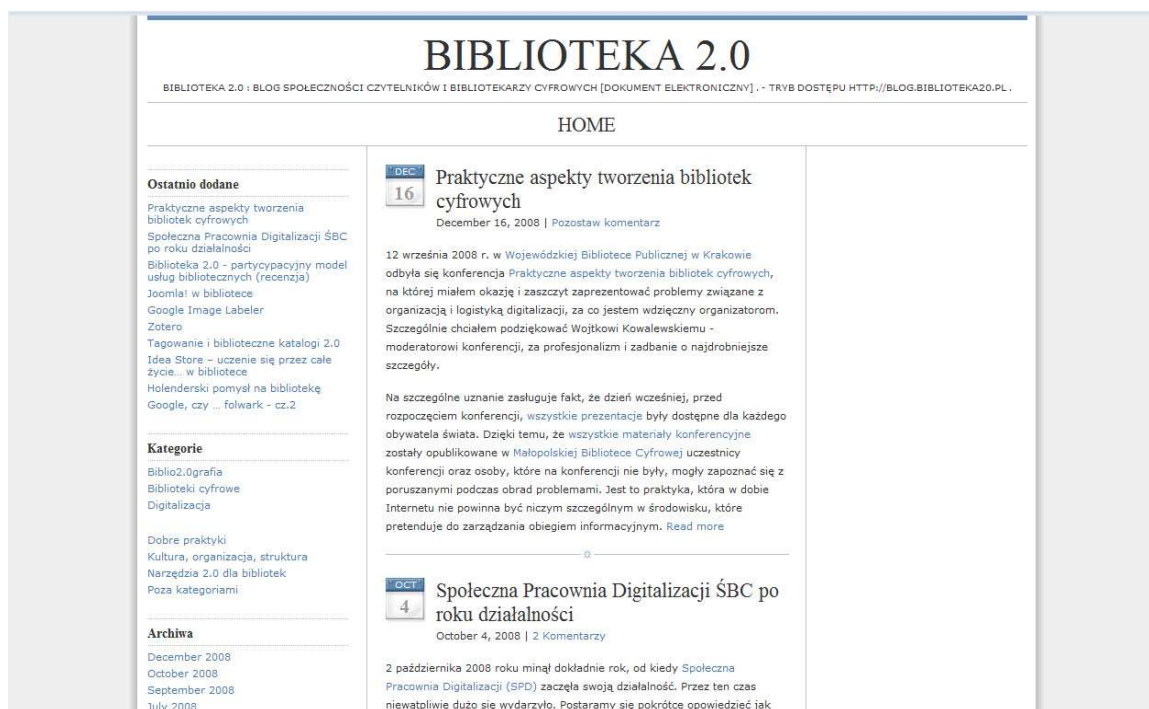 BIBLIOTEKA 2.0
BIBLIOTEKA 2.0 : BLOG SPOŁECZNOŚCI CZYTELNIKÓW I BIBLIOTEKARZY CYFROWYCH [DOKUMENT ELEKTRONICZNY] . - TRYB DOSTĘPU HTTP://BLOG.BIBLIOTEKA20.PL .
HOME
Ostatnio dodane
Praktyczne aspekty tworzenia
bibliotek cyfrowych
Społeczna Pracownia Digitalizacji ŚBC
po roku działalności
Biblioteka 2.0 - partycypacyjny model
usług bibliotecznych (recenzja)
Joomla! w bibliotece
Google Image Labeler
Zotero
Tagowanie i biblioteczne katalogi 2.0
Idea Store – uczenie się przez całe
życie... w bibliotece
Holenderski pomysł na bibliotekę
Google, czy ... folwark - cz.2
Kategorie
Biblio2.0grafia
Biblioteki cyfrowe
Digitalizacja
Dobre praktyki
Kultura, organizacja, struktura
Narzędzia 2.0 dla bibliotek
Poza kategoriami
Archiwa
December 2008
October 2008
September 2008
July 2008
DEC
16
Praktyczne aspekty tworzenia bibliotek
cyfrowych
December 16, 2008 | Pozostaw komentarz
12 września 2008 r. w Wojewódzkiej Bibliotece Publicznej w Krakowie
odbyła się konferencja Praktyczne aspekty tworzenia bibliotek cyfrowych,
na której miałem okazję i zaszczyt zaprezentować problemy związane z
organizacją i logistyką digitalizacji, za co jestem wdzięczny organizatorom.
Szczególnie chciałem podziękować Wojtkowi Kowalewskiemu -
moderatorowi konferencji, za profesjonalizm i zadbanie o najdrobniejsze
szczegóły.
Na szczególne uznanie zasługuje fakt, że dzień wcześniej, przed
rozpoczęciem konferencji, wszystkie prezentacje były dostępne dla każdego
obywatela świata. Dzięki temu, że wszystkie materiały konferencyjne
zostały opublikowane w Małopolskiej Bibliotece Cyfrowej uczestnicy
konferencji oraz osoby, które na konferencji nie były, mogły zapoznać się z
poruszanymi podczas obrad problemami. Jest to praktyka, która w dobie
Internetu nie powinna być niczym szczególnym w środowisku, które
pretenduje do zarządzania obiegiem informacyjnym. Read more
OCT
4
Społeczna Pracownia Digitalizacji ŚBC po
roku działalności
October 4, 2008 | 2 Komentarzy
2 października 2008 roku minął dokładnie rok, od kiedy Społeczna
Pracownia Digitalizacji (SPD) zaczęła swoją działalność. Przez ten czas
niewątpliwie dużo się wydarzyło. Postaramy się pokrótce opowiedzieć jak